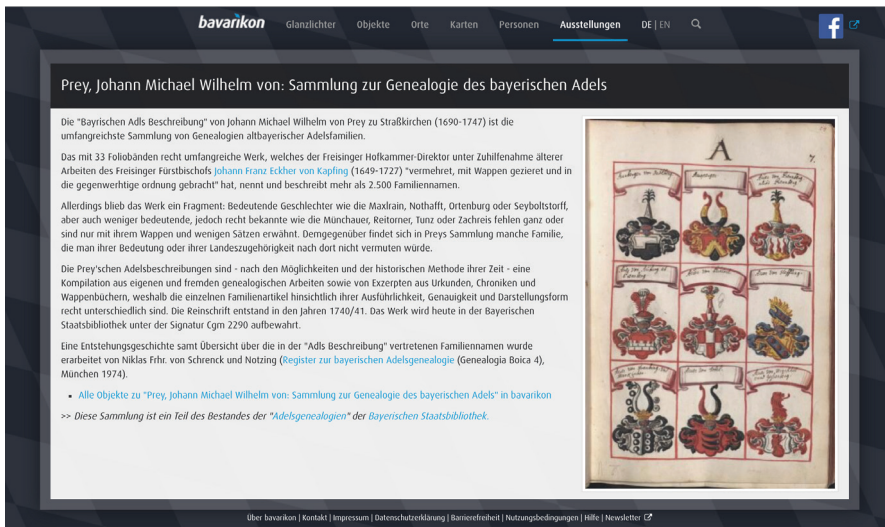 bavarikon Glanzlichter Objekte Orte Karten Personen Ausstellungen DE | EN
Prey, Johann Michael Wilhelm von: Sammlung zur Genealogie des bayerischen Adels
Die "Bayrischen Adls Beschreibung" von Johann Michael Wilhelm von Prey zu Straßkirchen (1690-1747) ist die
umfangreichste Sammlung von Genealogien altbayerischer Adelsfamilien.
Das mit 33 Foliobänden recht umfangreiche Werk, welches der Freisinger Hofkammer-Direktor unter Zuhilfenahme älterer
Arbeiten des Freisinger Fürstbischofs Johann Franz Eckher von Kapfing (1649-1727) "vermehret, mit Wappen gezieret und in
die gegenwerhtige ordnung gebracht" hat, nennt und beschreibt mehr als 2.500 Familiennamen.
Allerdings blieb das Werk ein Fragment: Bedeutende Geschlechter wie die Maxlrain, Nothafft, Ortenburg oder Seyboltstorff,
aber auch weniger bedeutende, jedoch recht bekannte wie die Münchauer, Reitorner, Tunz oder Zachreis fehlen ganz oder
sind nur mit ihrem Wappen und wenigen Sätzen erwähnt. Demgegenüber findet sich in Preys Sammlung manche Familie,
die man ihrer Bedeutung oder ihrer Landeszugehörigkeit nach dort nicht vermuten würde.
Die Prey'schen Adelsbeschreibungen sind - nach den Möglichkeiten und der historischen Methode ihrer Zeit - eine
Kompilation aus eigenen und fremden genealogischen Arbeiten sowie von Exzerpten aus Urkunden, Chroniken und
Wappenbüchern, weshalb die einzelnen Familienartikel hinsichtlich ihrer Ausführlichkeit, Genauigkeit und Darstellungsform
recht unterschiedlich sind. Die Reinschrift entstand in den Jahren 1740/41. Das Werk wird heute in der Bayerischen
Staatsbibliothek unter der Signatur Cgm 2290 aufbewahrt.
Eine Entstehungsgeschichte samt Übersicht über die in der "Adls Beschreibung" vertretenen Familiennamen wurde
erarbeitet von Niklas Frhr. von Schrenck und Notzing (Register zur bayerischen Adelsgenealogie (Genealogia Boica 4),
München 1974).
Alle Objekte zu "Prey, Johann Michael Wilhelm von: Sammlung zur Genealogie des bayerischen Adels" in bavarikon
>> Diese Sammlung ist ein Teil des Bestandes der "Adelsgenealogien" der Bayerischen Staatsbibliothek.
A
7.
Über bavarikon | Kontakt | Impressum | Datenschutzerklärung | Barrierefreiheit | Nutzungsbedingungen | Hilfe | Newsletter